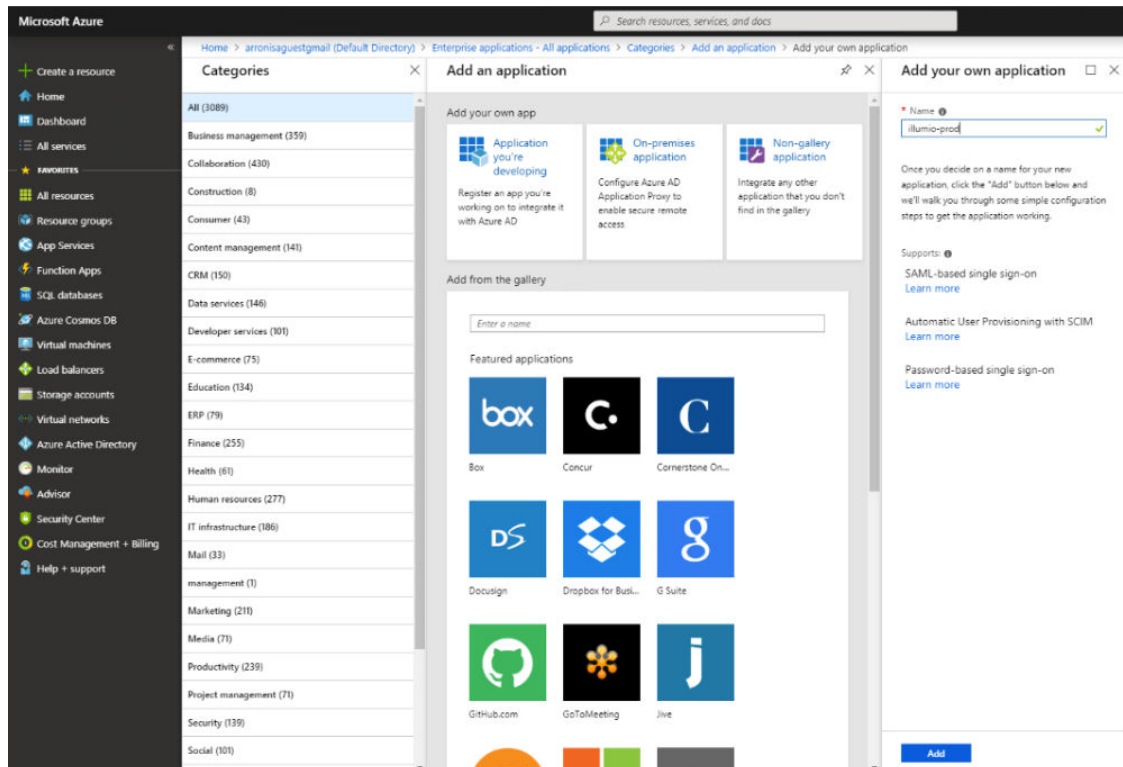 Microsoft Azure
Search resources, services, and docs
Home > arronisaguestgmail (Default Directory) > Enterprise applications - All applications > Categories > Add an application > Add your own application
Create a resource
Home
Dashboard
All services
FAVORITES
All resources
Resource groups
App Services
Function Apps
SQL databases
Azure Cosmos DB
Virtual machines
Load balancers
Storage accounts
Virtual networks
Azure Active Directory
Monitor
Advisor
Security Center
Cost Management + Billing
Help + support
Categories
All (3089)
Business management (359)
Collaboration (430)
Construction (8)
Consumer (43)
Content management (141)
CRM (150)
Data services (146)
Developer services (101)
E-commerce (75)
Education (134)
ERP (79)
Finance (255)
Health (61)
Human resources (277)
IT infrastructure (186)
Mail (33)
management (1)
Marketing (211)
Media (71)
Productivity (239)
Project management (71)
Security (139)
Social (101)
Add an application
Add your own app
Application
you're
developing
Register an app you're
working on to integrate it
with Azure AD
On-premises
application
Configure Azure AD
Application Proxy to
enable secure remote
access
Non-gallery
application
Integrate any other
application that you don't
find in the gallery
Add from the gallery
Enter a name
Featured applications
box
C
C
Box
Concur
Cornerstone On...
DS
g
Docusign
Dropbox for Busi...
G Suite
j
GitHub.com
GoToMeeting
Jive
Add your own application
* Name
illumio-prod
Once you decide on a name for your new
application, click the "Add" button below and
we'll walk you through some simple configuration
steps to get the application working.
Supports:
SAML-based single sign-on
Learn more
Automatic User Provisioning with SCIM
Learn more
Password-based single sign-on
Learn more
Add